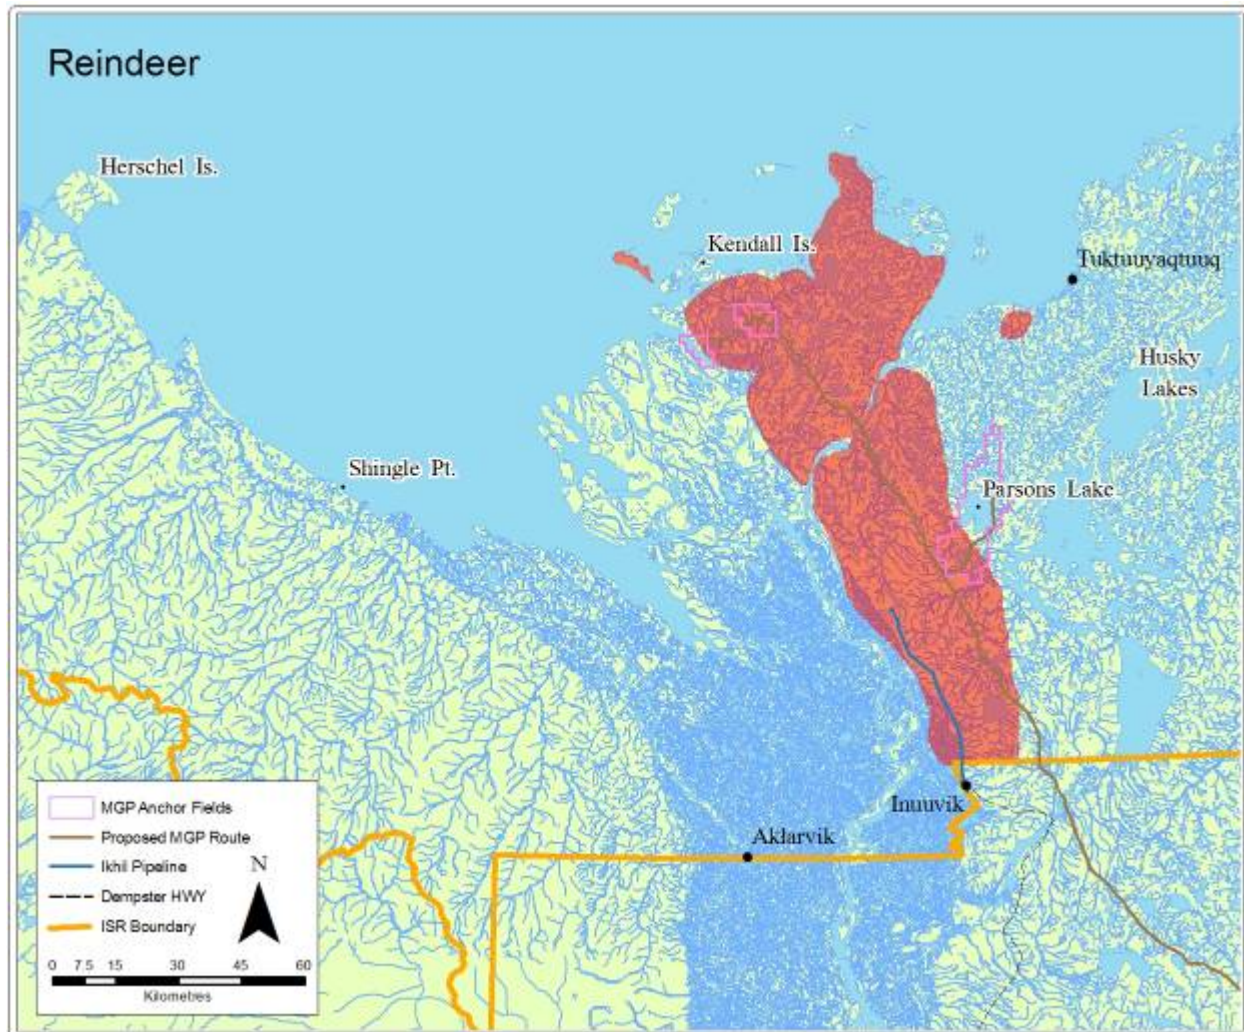 Reindeer
Herschel Is.
Kendall Is.
Tuktuuyaqtuuq
Husky
Lakes
Shingle Pt.
Parsons Lake
Inuuvik
Aklarvik
MGP Anchor Fields
Proposed MGP Route
Ikhil Pipeline
N
Dempster HWY
ISR Boundary
0 7.5 15 30 45 60
Kilometres